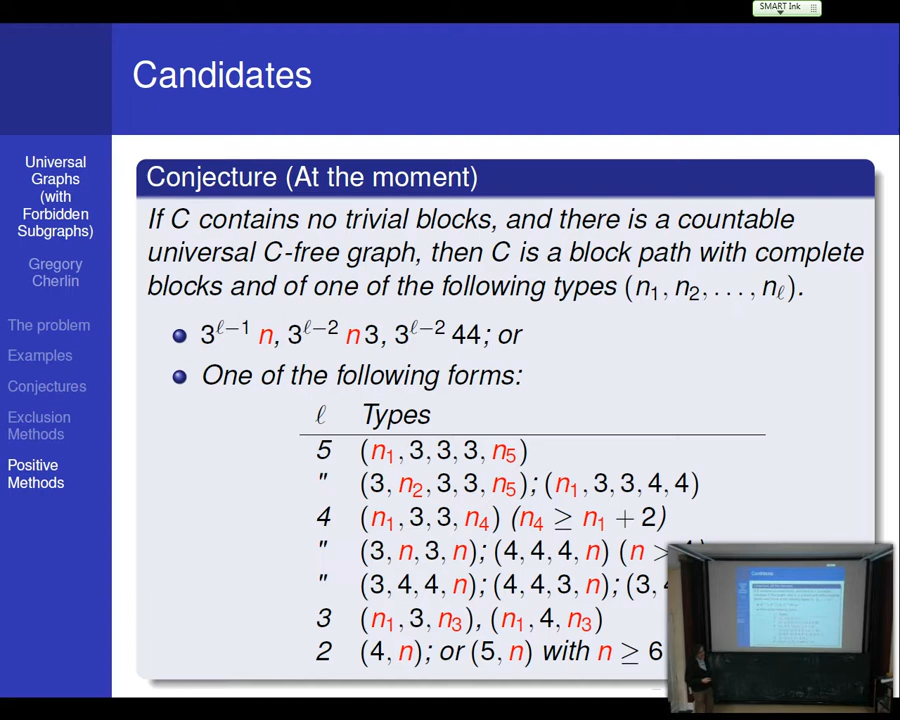 SMART Ink
Candidates
Universal
Graphs
(with
Forbidden
Subgraphs)
Gregory
Cherlin
The problem
Examples
Conjectures
Exclusion
Methods
Positive
Methods
Conjecture (At the moment)
If C contains no trivial blocks, and there is a countable
universal C-free graph, then C is a block path with complete
blocks and of one of the following types (n₁, n₂, . . . , nℓ).
3^ℓ−1 n, 3^ℓ−2 n 3, 3^ℓ−2 44; or
One of the following forms:
ℓ Types
5 (n₁, 3, 3, 3, n₅)
" (3, n₂, 3, 3, n₅); (n₁, 3, 3, 4, 4)
4 (n₁, 3, 3, n₄) (n₄ ≥ n₁ + 2)
" (3, n, 3, n); (4, 4, 4, n) (n >
" (3, 4, 4, n); (4, 4, 3, n); (3,
3 (n₁, 3, n₃), (n₁, 4, n₃)
2 (4, n); or (5, n) with n ≥ 6
Candidates